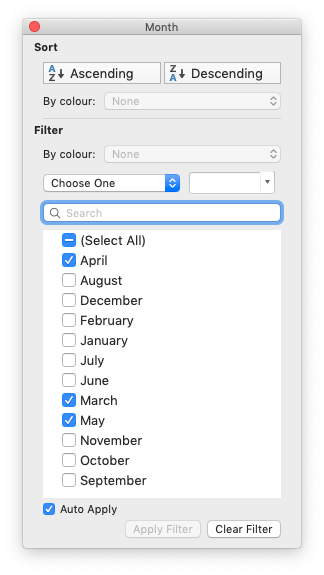 Month
Sort
A Z Ascending
Z A Descending
By colour: None
Filter
By colour: None
Choose One
Search
(Select All)
April
August
December
February
January
July
June
March
May
November
October
September
Auto Apply
Apply Filter Clear Filter